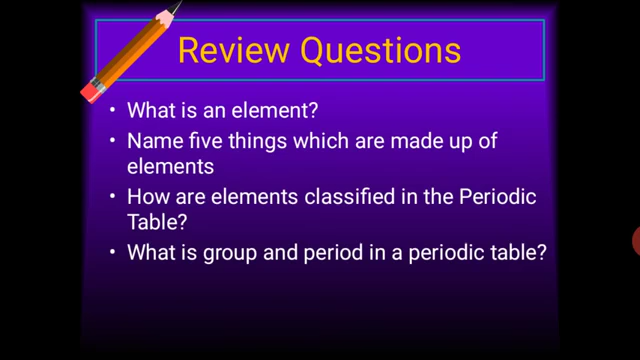 Review Questions
• What is an element?
• Name five things which are made up of
elements
• How are elements classified in the Periodic
Table?
• What is group and period in a periodic table?